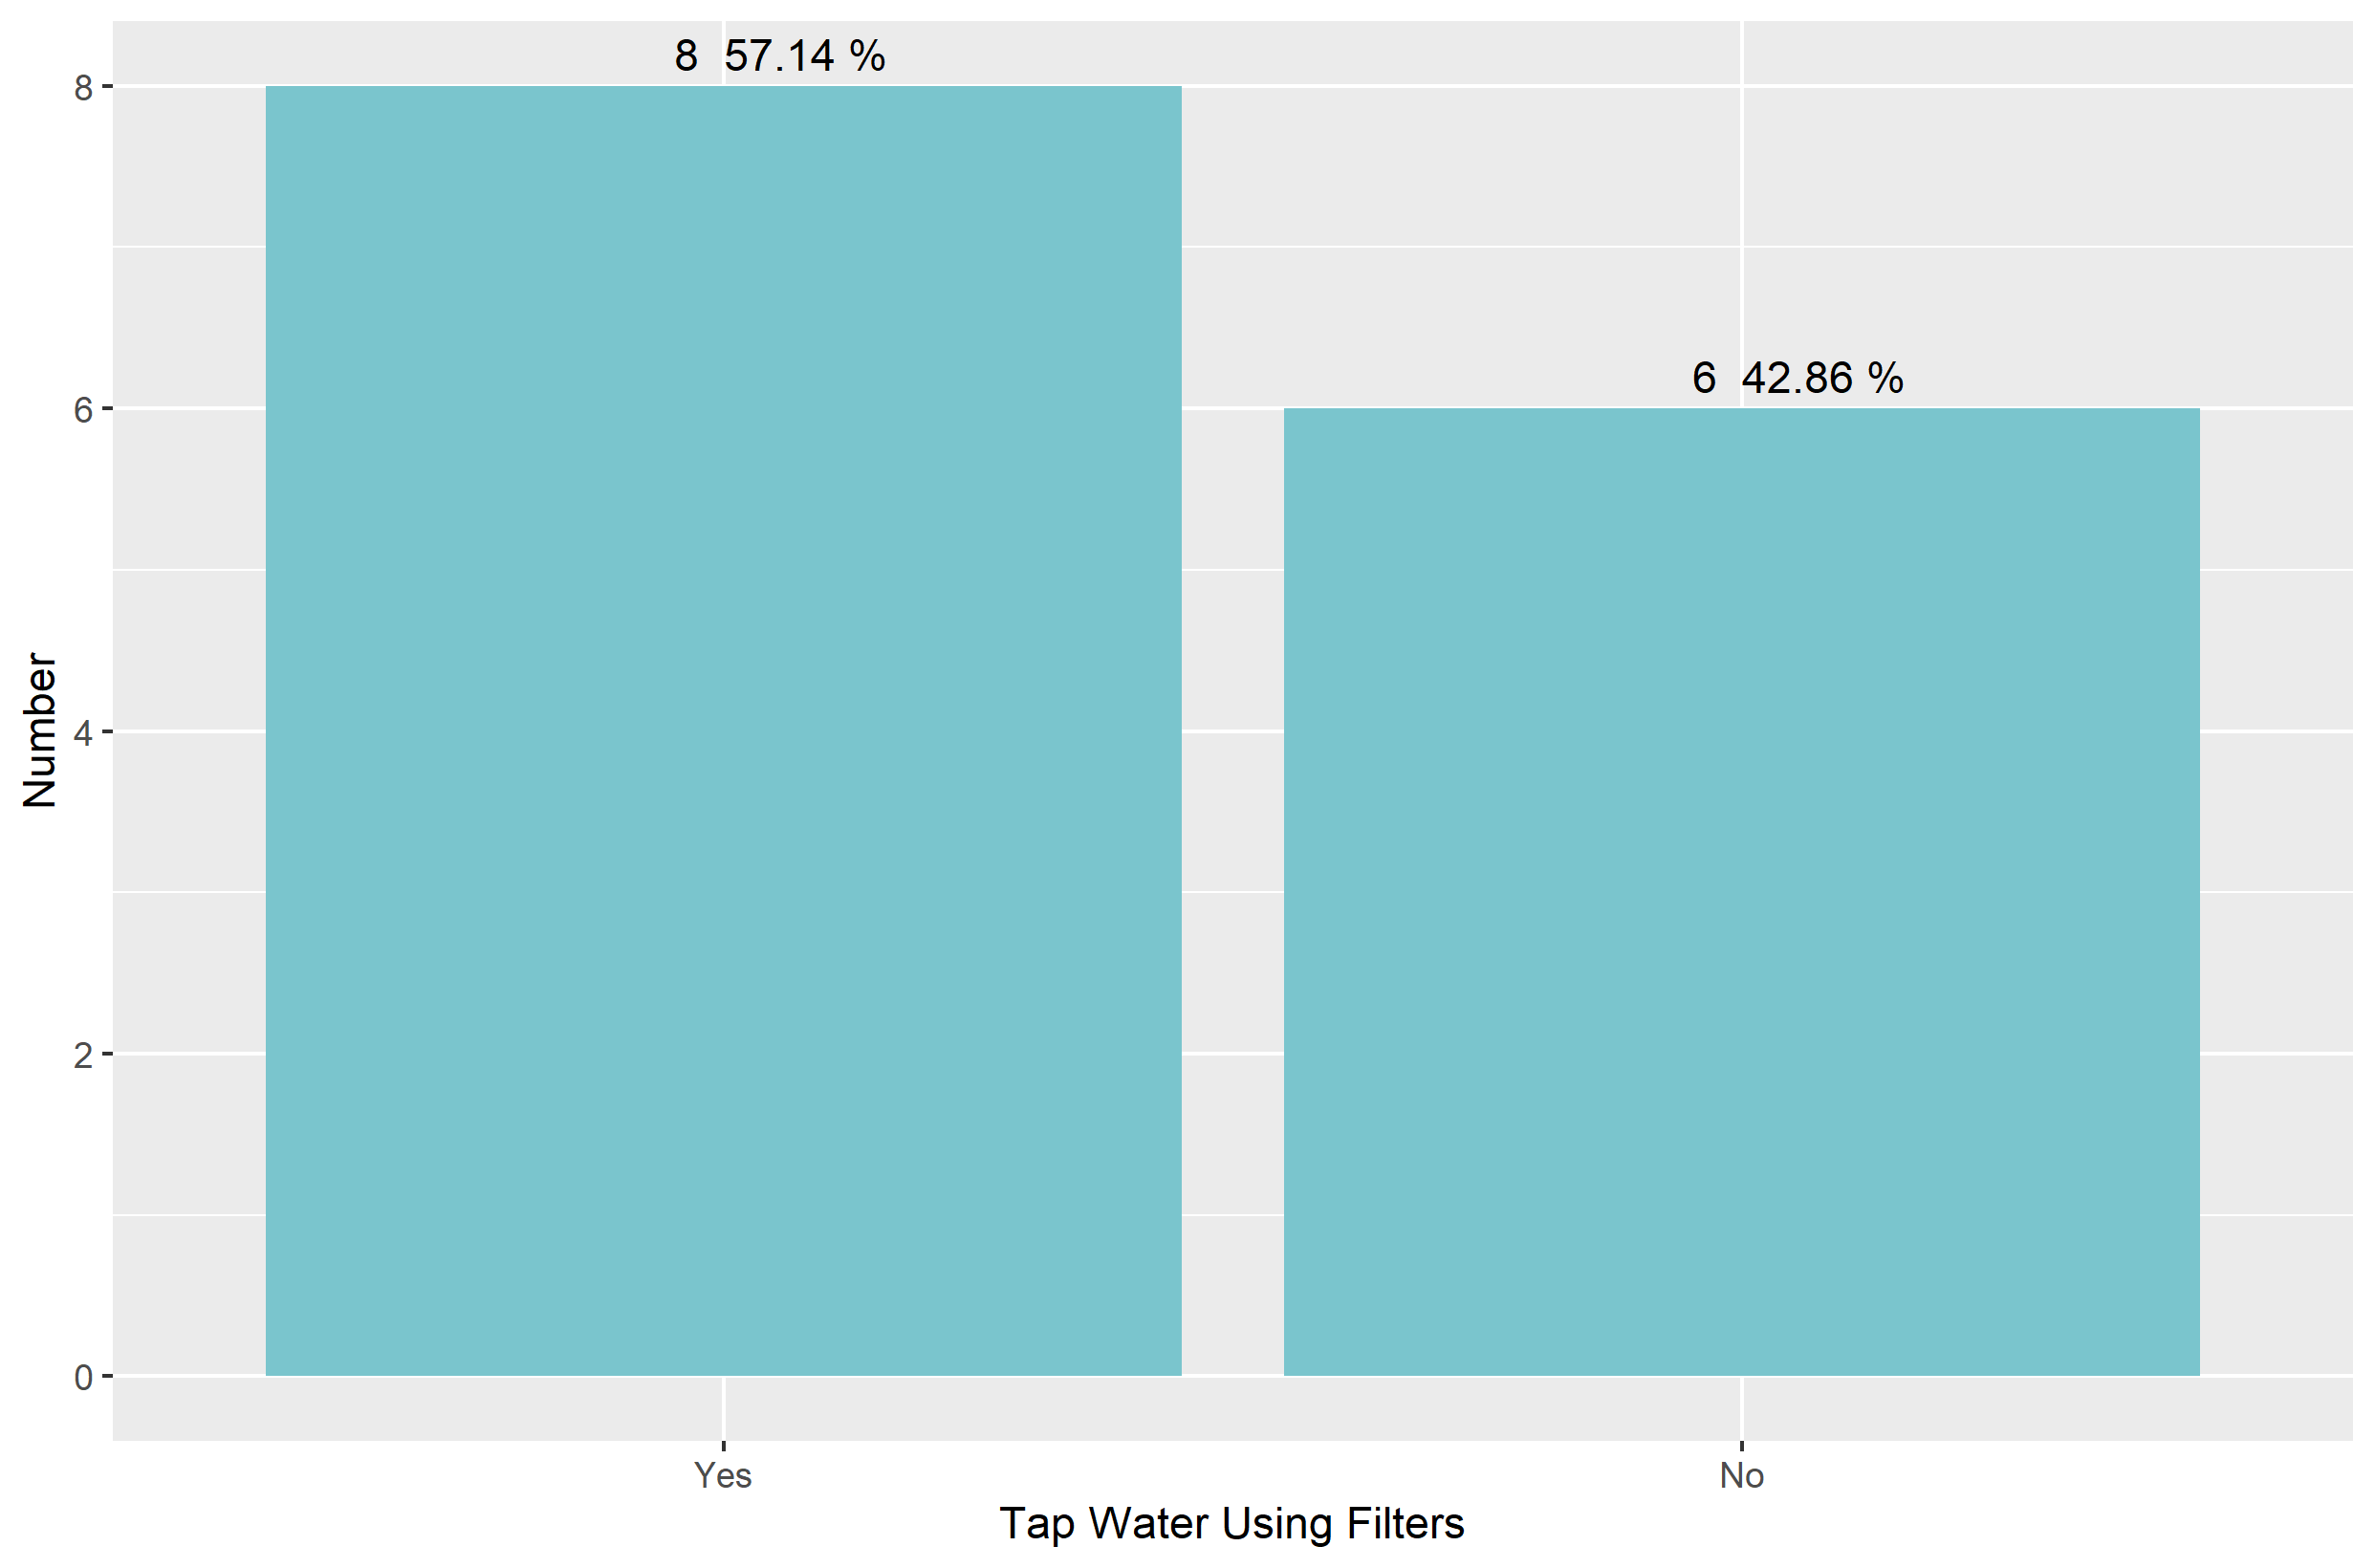 8 57.14 %
6 42.86 %
8
6
4
2
0
Number
Yes
No
Tap Water Using Filters